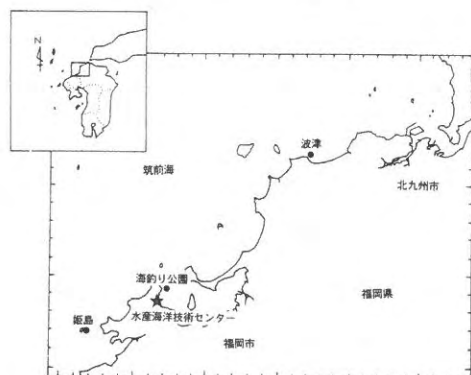 N
波津
筑前海
北九州市
海釣り公園
福岡県
姫島
水産海洋技術センター
福岡市